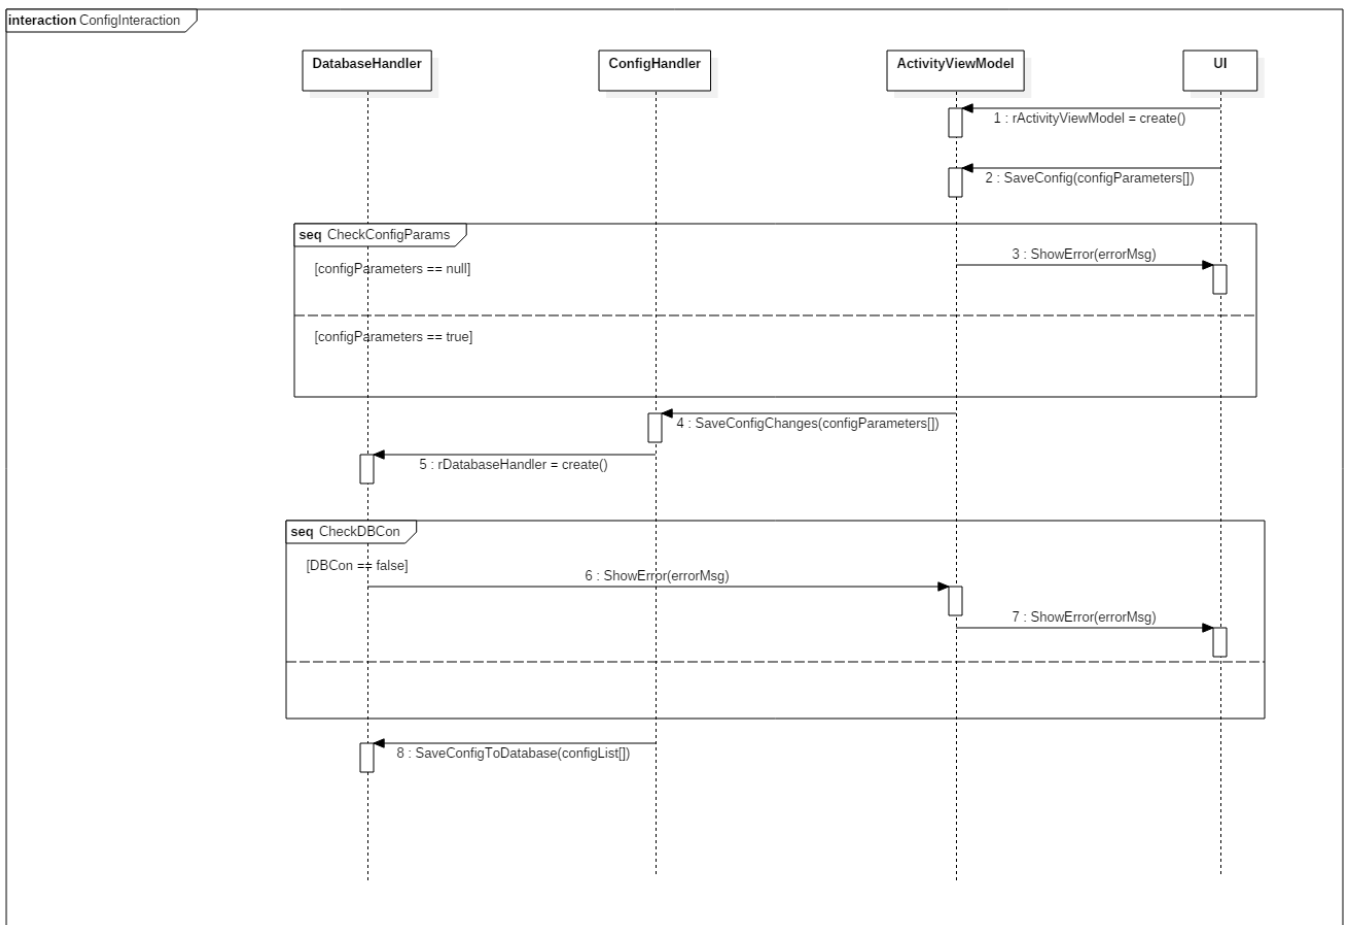 interaction ConfigInteraction
DatabaseHandler
ConfigHandler
ActivityViewModel
UI
1 : rActivityViewModel = create()
2 : SaveConfig(configParameters[])
seq CheckConfigParams
3 : ShowError(errorMsg)
[configParameters == null]
[configParameters == true]
4 : SaveConfigChanges(configParameters[])
5 : rDatabaseHandler = create()
seq CheckDBCon
[DBCon == false]
6 : ShowError(errorMsg)
7 : ShowError(errorMsg)
8 : SaveConfigToDatabase(configList[])